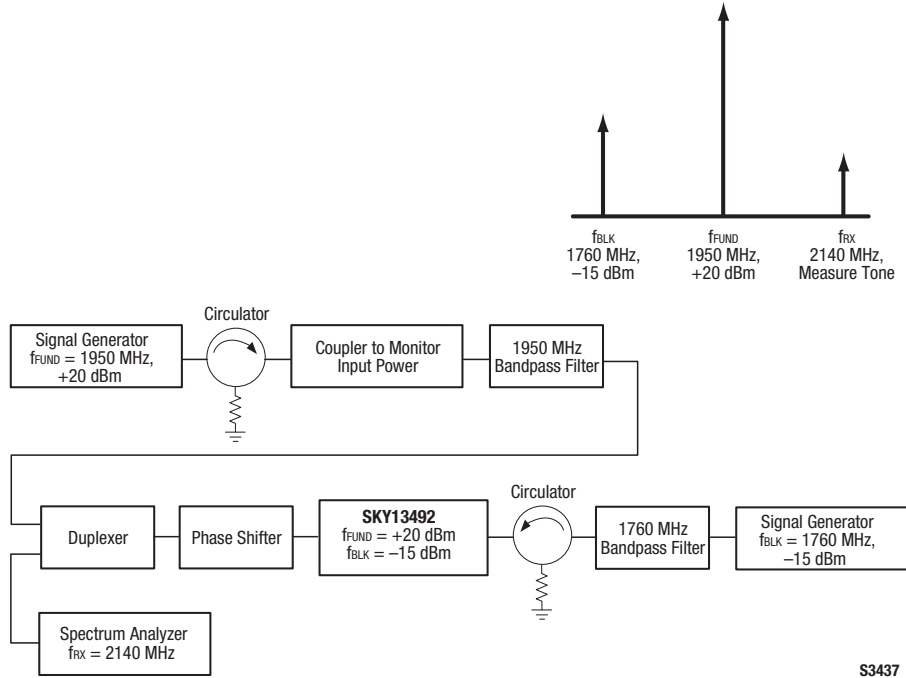 fBLK
1760 MHz,
–15 dBm
fFUND
1950 MHz,
+20 dBm
fRX
2140 MHz,
Measure Tone
Signal Generator
fFUND = 1950 MHz,
+20 dBm
Circulator
Coupler to Monitor
Input Power
1950 MHz
Bandpass Filter
Duplexer
Phase Shifter
SKY13492
fFUND = +20 dBm
fBLK = –15 dBm
Circulator
1760 MHz
Bandpass Filter
Signal Generator
fBLK = 1760 MHz,
–15 dBm
Spectrum Analyzer
fRX = 2140 MHz
S3437